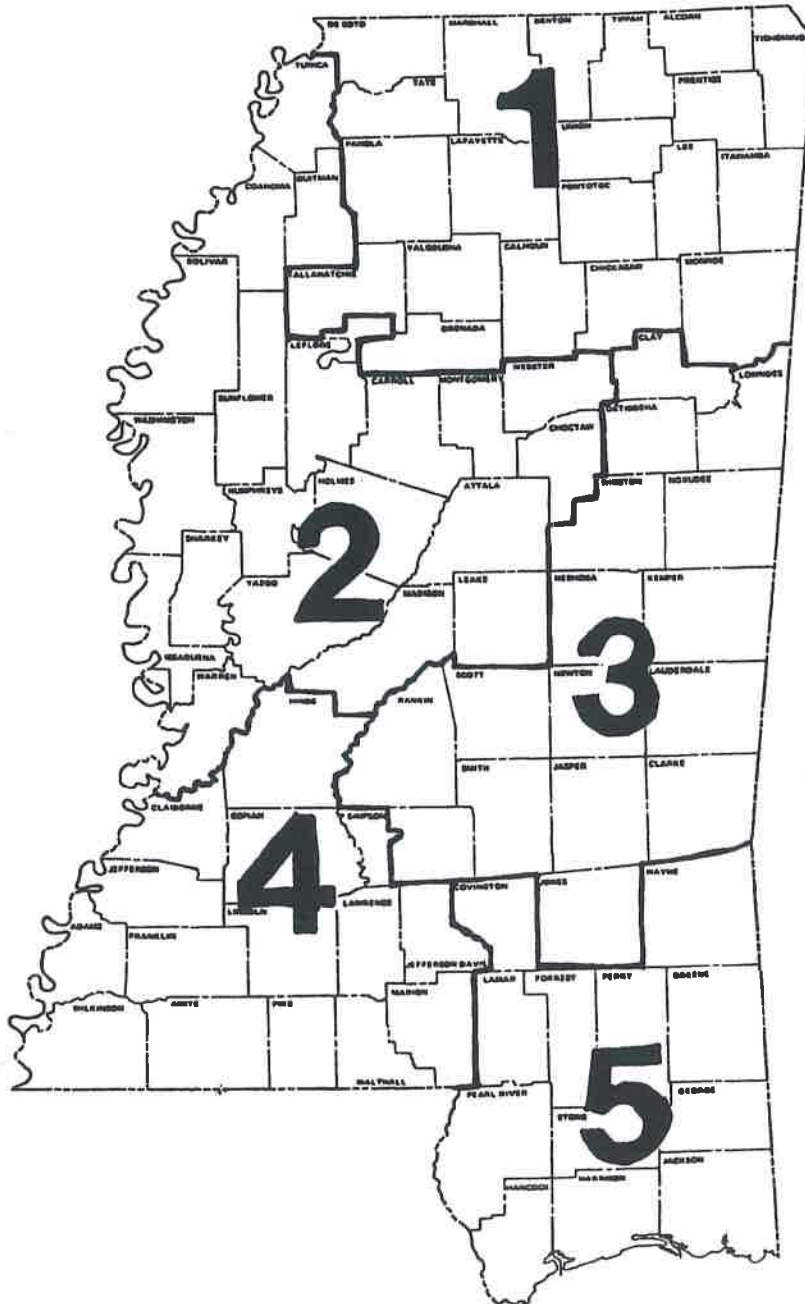 DE SOTO
MARSHALL
BENTON
TIPPAH
ALCORN
TISHOMINGO
TUNICA
TATE
PRENTISS
1
UNION
PANOLA
LAFAYETTE
LEE
ITAWAMBA
COAHOMA
QUITMAN
PONTOTOC
YALOBUSHA
CALHOUN
BOLIVAR
TALLAHATCHIE
CHICKASAW
MONROE
GRENADA
CLAY
LEFLORE
WEBSTER
LOWNDES
CARROLL
MONTGOMERY
SUNFLOWER
OKTIBBEHA
WASHINGTON
CHOCTAW
HUMPHREYS
HOLMES
ATTALA
WINSTON
NOXUBEE
2
SHARKEY
YAZOO
MADISON
LEAKE
NESHOBA
KEMPER
3
ISSAQUENA
WARREN
SCOTT
NEWTON
LAUDERDALE
HINDS
RANKIN
SMITH
JASPER
CLARKE
CLAIBORNE
COPIAH
SIMPSON
4
JEFFERSON
COVINGTON
JONES
WAYNE
LINCOLN
LAWRENCE
ADAMS
FRANKLIN
JEFFERSON DAVIS
LAMAR
FORREST
PERRY
GREENE
MARION
WILKINSON
AMITE
PIKE
5
WALTHALL
PEARL RIVER
GEORGE
STONE
JACKSON
HARRISON
HANCOCK